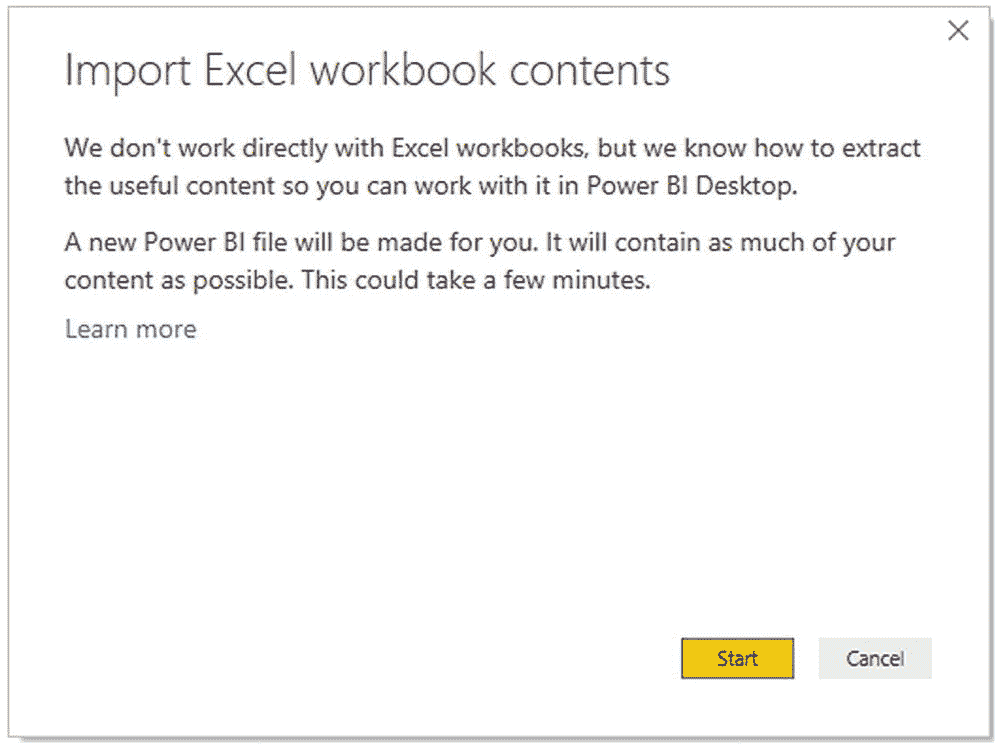 Import Excel workbook contents
We don't work directly with Excel workbooks, but we know how to extract
the useful content so you can work with it in Power BI Desktop.
A new Power BI file will be made for you. It will contain as much of your
content as possible. This could take a few minutes.
Learn more
Start
Cancel